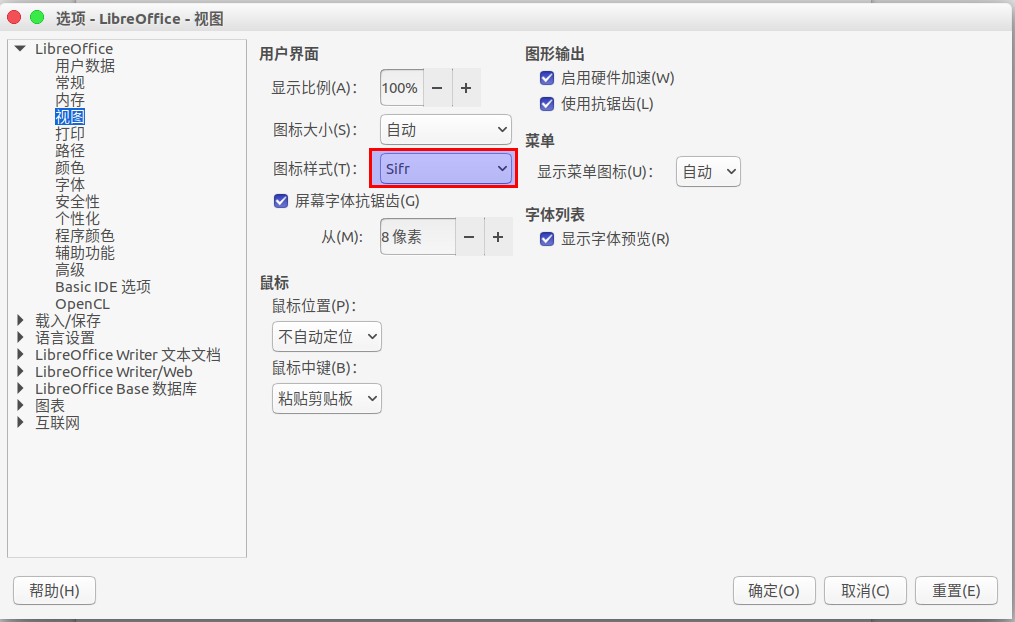 选项 - LibreOffice - 视图
LibreOffice
用户数据
常规
内存
视图
打印
路径
颜色
字体
安全性
个性化
程序颜色
辅助功能
高级
Basic IDE 选项
OpenCL
载入/保存
语言设置
LibreOffice Writer 文本文档
LibreOffice Writer/Web
LibreOffice Base 数据库
图表
互联网
用户界面
显示比例(A): 100%
图标大小(S): 自动
图标样式(T): Sifr
屏幕字体抗锯齿(G)
从(M): 8 像素
鼠标
鼠标位置(P):
不自动定位
鼠标中键(B):
粘贴剪贴板
图形输出
启用硬件加速(W)
使用抗锯齿(L)
菜单
显示菜单图标(U): 自动
字体列表
显示字体预览(R)
帮助(H)
确定(O)
取消(C)
重置(E)